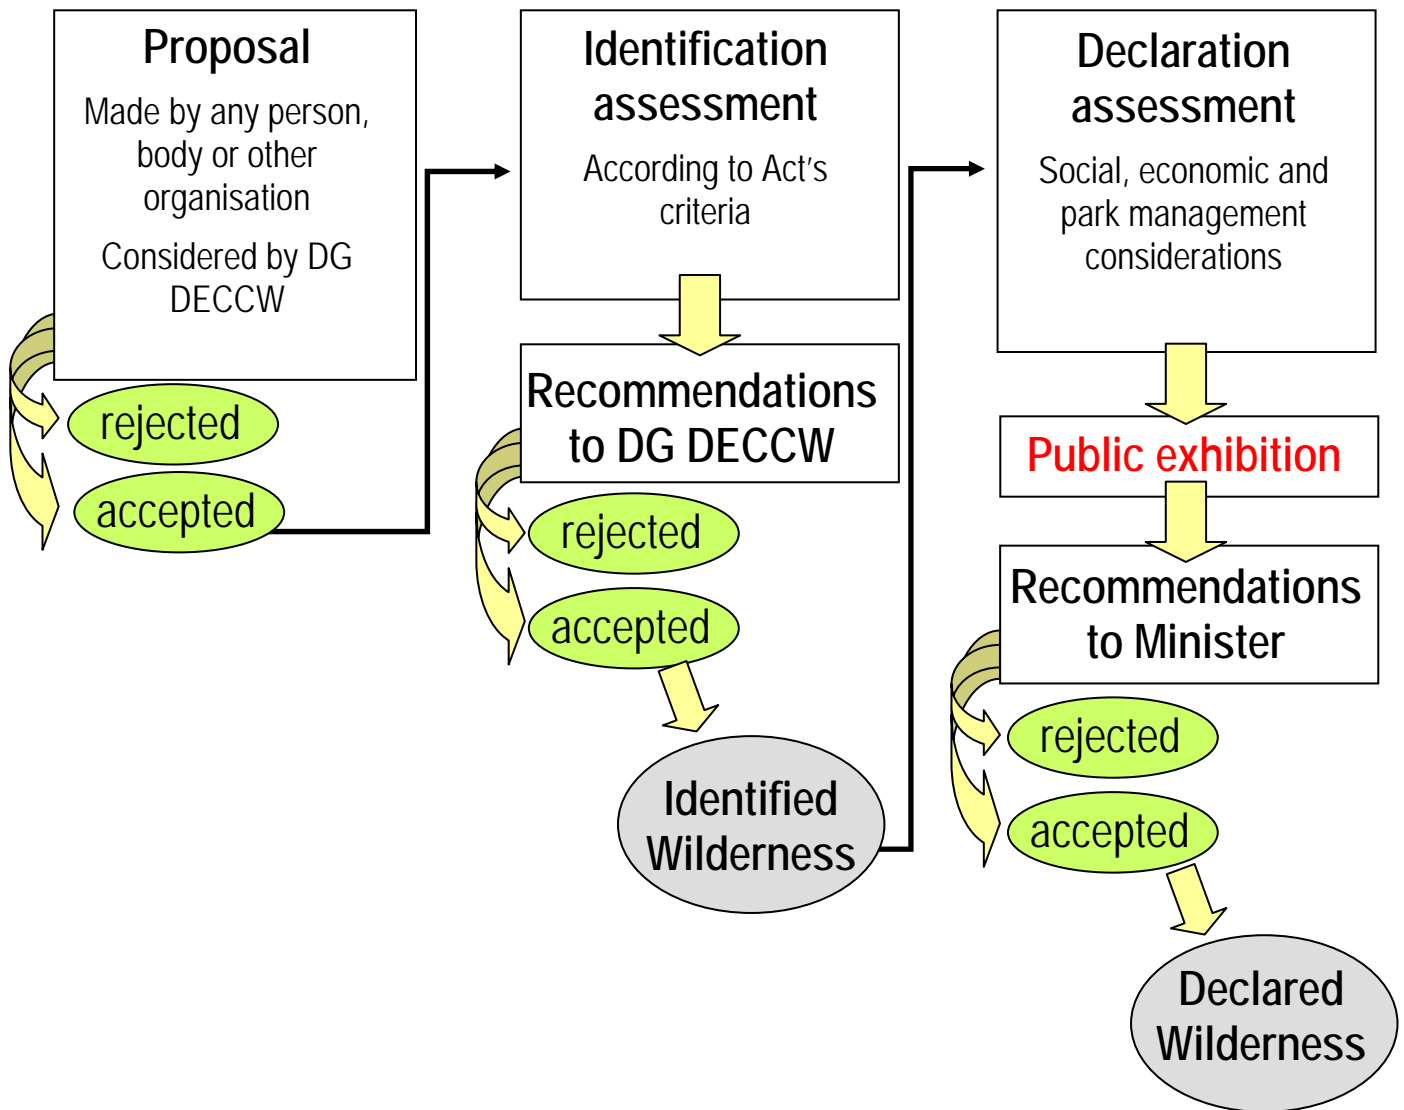 Proposal
Made by any person,
body or other
organisation
Considered by DG
DECCW
rejected
accepted
Identification
assessment
According to Act's
criteria
Recommendations
to DG DECCW
rejected
accepted
Identified
Wilderness
Declaration
assessment
Social, economic and
park management
considerations
Public exhibition
Recommendations
to Minister
rejected
accepted
Declared
Wilderness